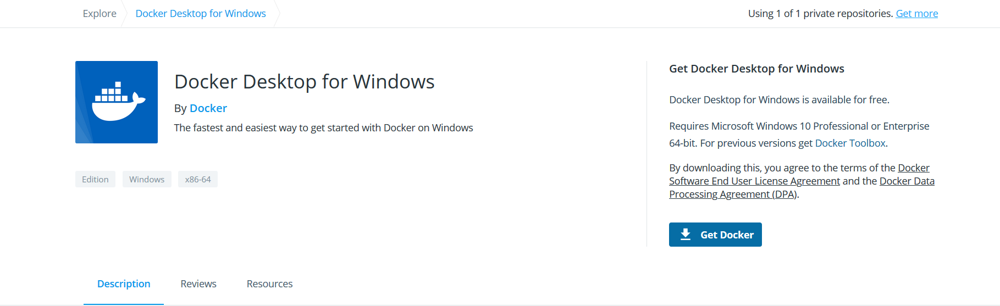 Explore
Docker Desktop for Windows
Using 1 of 1 private repositories. Get more
Docker Desktop for Windows
By Docker
The fastest and easiest way to get started with Docker on Windows
Edition
Windows
x86-64
Get Docker Desktop for Windows
Docker Desktop for Windows is available for free.
Requires Microsoft Windows 10 Professional or Enterprise
64-bit. For previous versions get Docker Toolbox.
By downloading this, you agree to the terms of the Docker
Software End User License Agreement and the Docker Data
Processing Agreement (DPA).
Get Docker
Description
Reviews
Resources